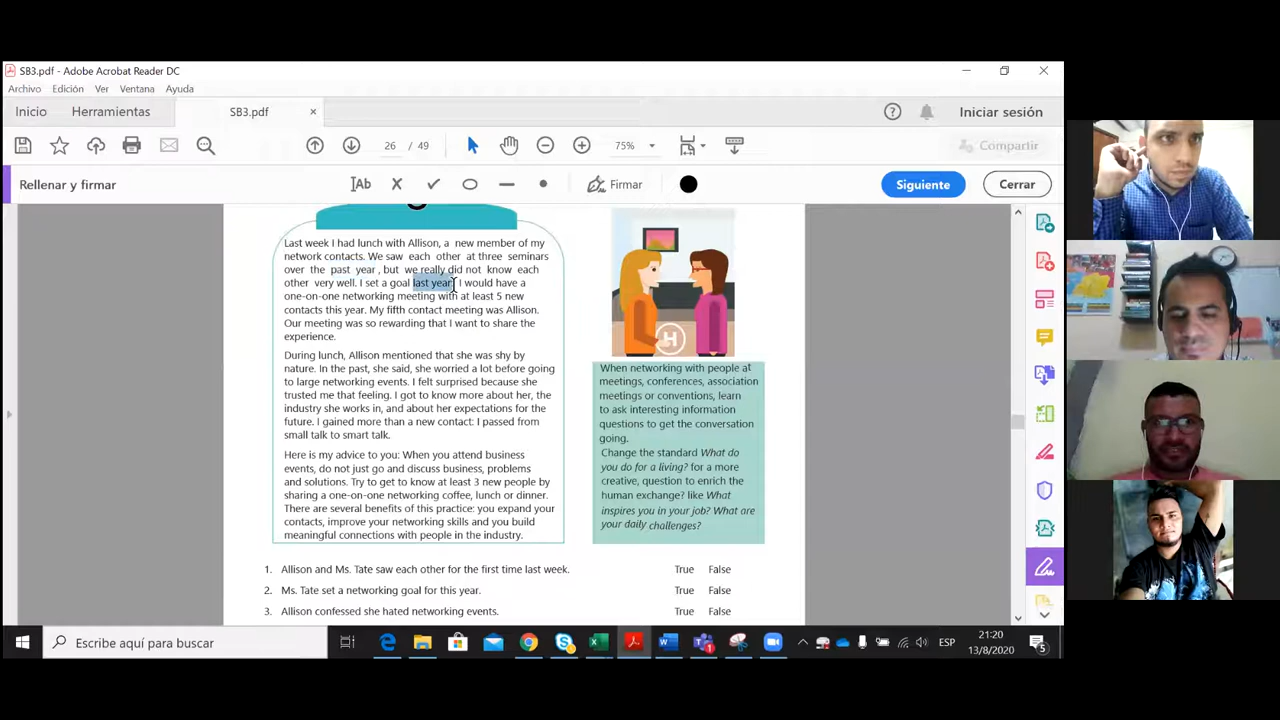 SB3.pdf - Adobe Acrobat Reader DC
Archivo Edición Ver Ventana Ayuda
Inicio Herramientas SB3.pdf × Iniciar sesión
26 / 49 75% Compartir
Rellenar y firmar Ab Firmar Siguiente Cerrar
Last week I had lunch with Allison, a new member of my
network contacts. We saw each other at three seminars
over the past year , but we really did not know each
other very well. I set a goal last year I would have a
one-on-one networking meeting with at least 5 new
contacts this year. My fifth contact meeting was Allison.
Our meeting was so rewarding that I want to share the
experience.
During lunch, Allison mentioned that she was shy by
nature. In the past, she said, she worried a lot before going
to large networking events. I felt surprised because she
trusted me that feeling. I got to know more about her, the
industry she works in, and about her expectations for the
future. I gained more than a new contact: I passed from
small talk to smart talk.
Here is my advice to you: When you attend business
events, do not just go and discuss business, problems
and solutions. Try to get to know at least 3 new people by
sharing a one-on-one networking coffee, lunch or dinner.
There are several benefits of this practice: you expand your
contacts, improve your networking skills and you build
meaningful connections with people in the industry.
H
When networking with people at
meetings, conferences, association
meetings or conventions, learn
to ask interesting information
questions to get the conversation
going.
Change the standard What do
you do for a living? for a more
creative, question to enrich the
human exchange? like What
inspires you in your job? What are
your daily challenges?
1. Allison and Ms. Tate saw each other for the first time last week. True False
2. Ms. Tate set a networking goal for this year. True False
3. Allison confessed she hated networking events. True False
Escribe aquí para buscar
ESP
21:20
13/8/2020
5